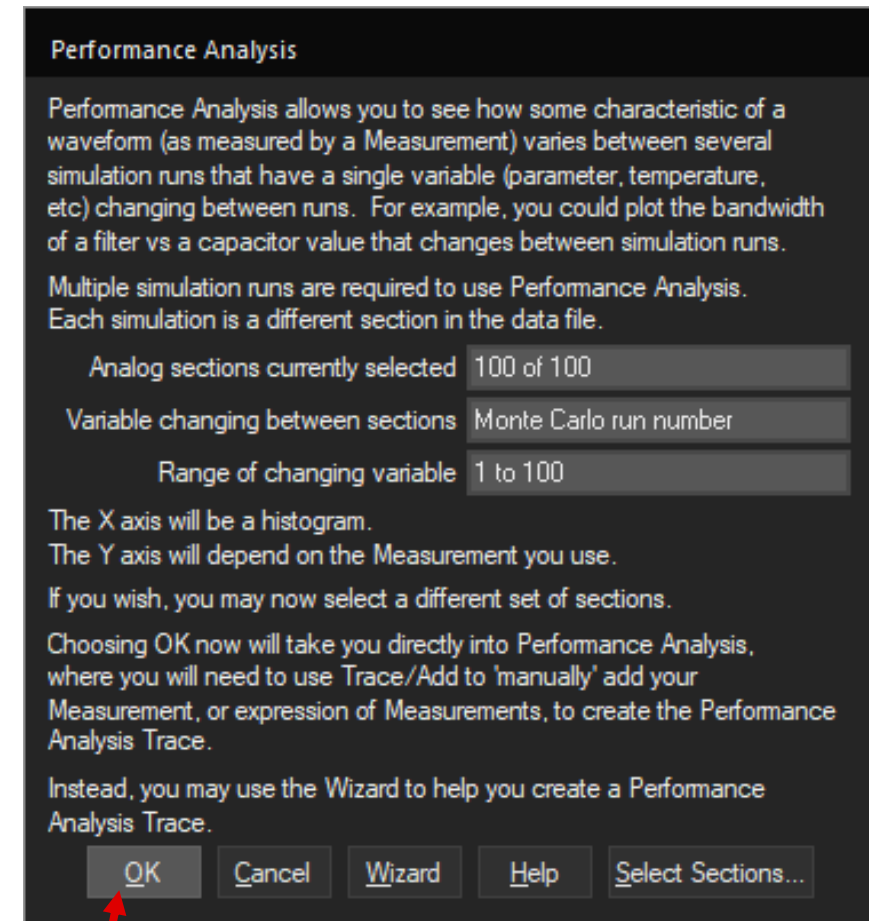 Performance Analysis
Performance Analysis allows you to see how some characteristic of a
waveform (as measured by a Measurement) varies between several
simulation runs that have a single variable (parameter, temperature,
etc) changing between runs.  For example, you could plot the bandwidth
of a filter vs a capacitor value that changes between simulation runs.
Multiple simulation runs are required to use Performance Analysis.
Each simulation is a different section in the data file.
Analog sections currently selected 100 of 100
Variable changing between sections Monte Carlo run number
Range of changing variable 1 to 100
The X axis will be a histogram.
The Y axis will depend on the Measurement you use.
If you wish, you may now select a different set of sections.
Choosing OK now will take you directly into Performance Analysis,
where you will need to use Trace/Add to 'manually' add your
Measurement, or expression of Measurements, to create the Performance
Analysis Trace.
Instead, you may use the Wizard to help you create a Performance
Analysis Trace.
OK Cancel Wizard Help Select Sections...